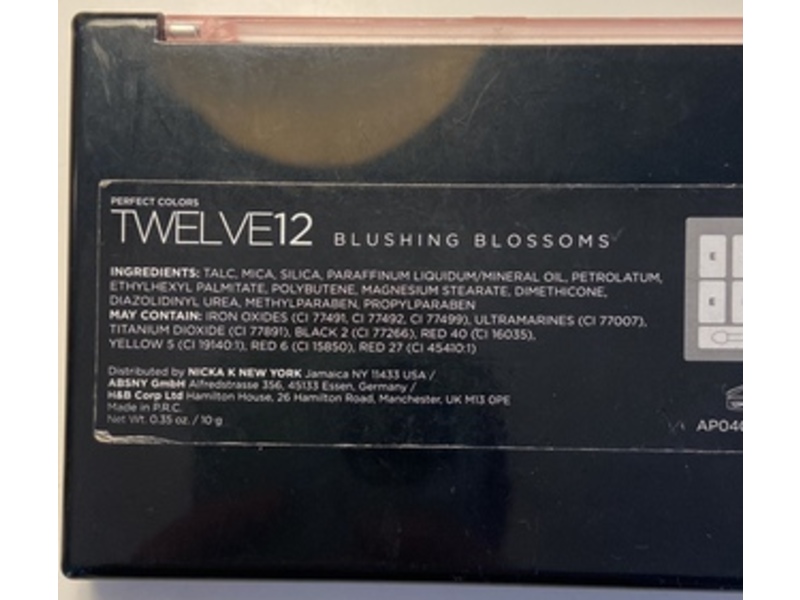 PERFECT COLORS
TWELVE12 BLUSHING BLOSSOMS
INGREDIENTS: TALC, MICA, SILICA, PARAFFINUM LIQUIDUM/MINERAL OIL, PETROLATUM,
ETHYLHEXYL PALMITATE, POLYBUTENE, MAGNESIUM STEARATE, DIMETHICONE,
DIAZOLIDINYL UREA, METHYLPARABEN, PROPYLPARABEN
MAY CONTAIN: IRON OXIDES (CI 77491, CI 77492, CI 77499), ULTRAMARINES (CI 77007),
TITANIUM DIOXIDE (CI 77891), BLACK 2 (CI 77266), RED 40 (CI 16035),
YELLOW 5 (CI 19140:1), RED 6 (CI 15850), RED 27 (CI 45410:1)
Distributed by NICKA K NEW YORK Jamaica NY 11433 USA /
ABSNY GmbH Alfredstrasse 356, 45133 Essen, Germany /
H&B Corp Ltd Hamilton House, 26 Hamilton Road, Manchester, UK M13 0PE
Made in P.R.C.
Net Wt. 0.35 oz. / 10 g
E
E
AP040